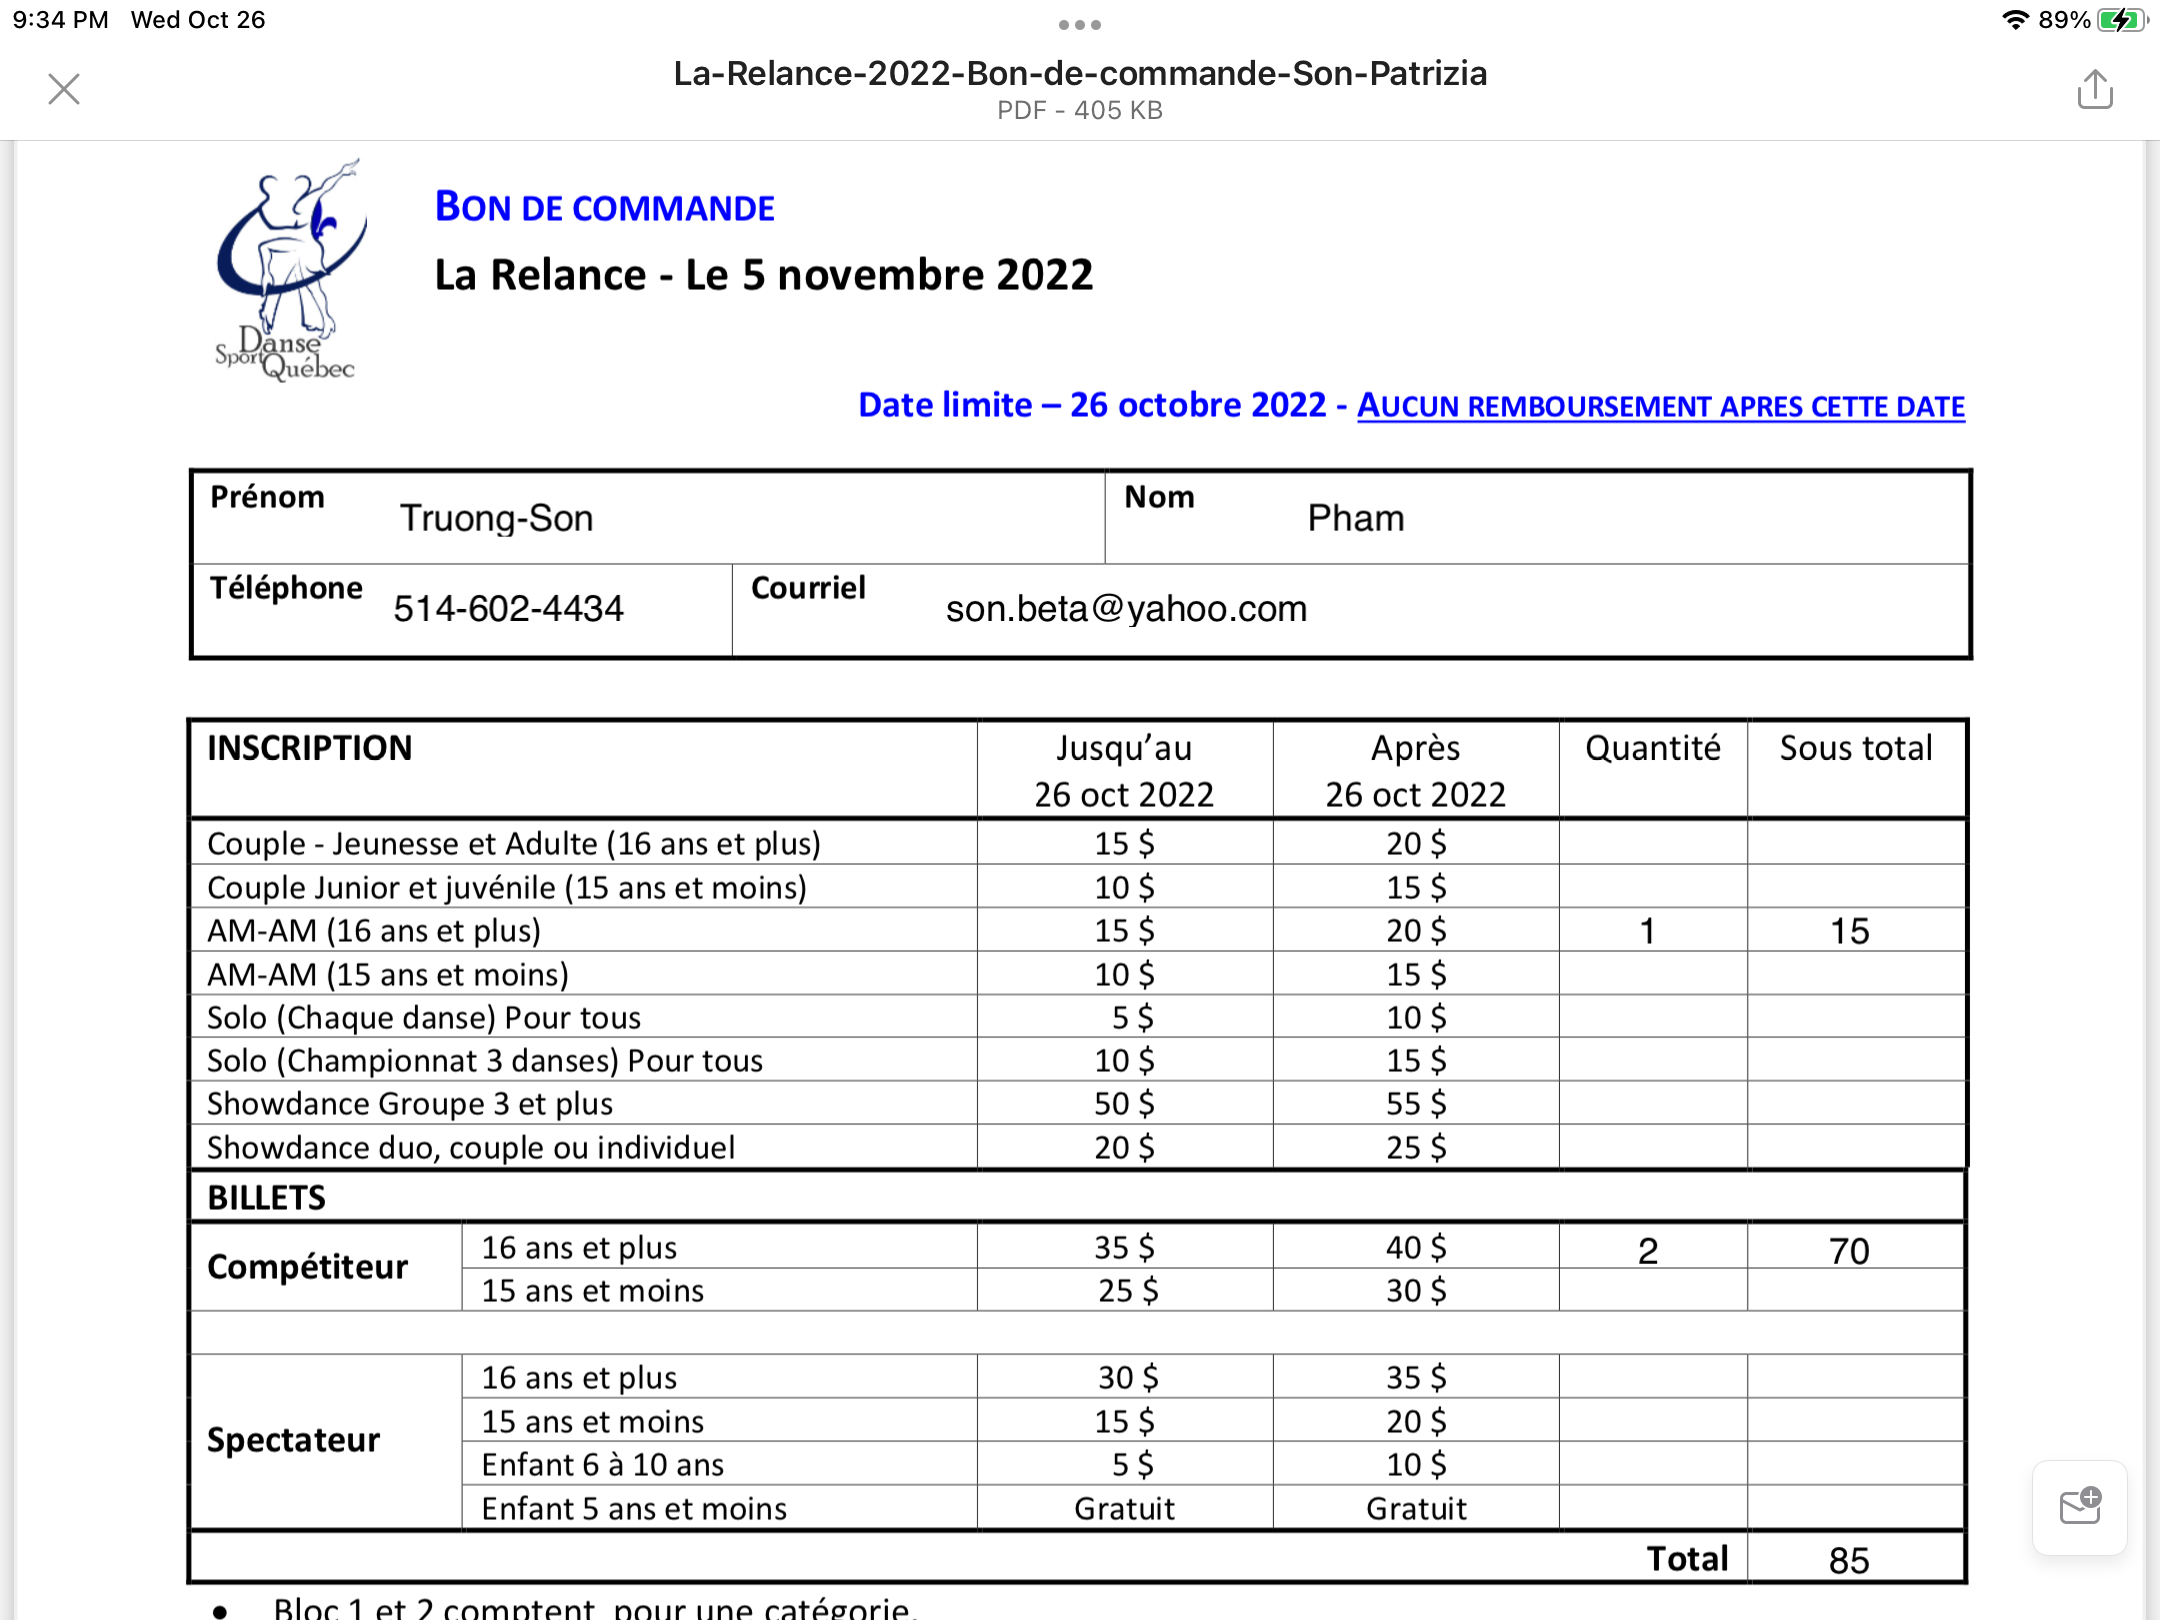 9:34 PM Wed Oct 26
89%
La-Relance-2022-Bon-de-commande-Son-Patrizia
PDF - 405 KB
BON DE COMMANDE
La Relance - Le 5 novembre 2022
Danse
Sport Québec
Date limite – 26 octobre 2022 - AUCUN REMBOURSEMENT APRES CETTE DATE
Prénom Truong-Son Nom Pham
Téléphone 514-602-4434 Courriel son.beta@yahoo.com
INSCRIPTION Jusqu'au Après Quantité Sous total
26 oct 2022 26 oct 2022
Couple - Jeunesse et Adulte (16 ans et plus) 15 $ 20 $
Couple Junior et juvénile (15 ans et moins) 10 $ 15 $
AM-AM (16 ans et plus) 15 $ 20 $ 1 15
AM-AM (15 ans et moins) 10 $ 15 $
Solo (Chaque danse) Pour tous 5 $ 10 $
Solo (Championnat 3 danses) Pour tous 10 $ 15 $
Showdance Groupe 3 et plus 50 $ 55 $
Showdance duo, couple ou individuel 20 $ 25 $
BILLETS
Compétiteur 16 ans et plus 35 $ 40 $ 2 70
15 ans et moins 25 $ 30 $
Spectateur 16 ans et plus 30 $ 35 $
15 ans et moins 15 $ 20 $
Enfant 6 à 10 ans 5 $ 10 $
Enfant 5 ans et moins Gratuit Gratuit
Total 85
• Bloc 1 et 2 comptent pour une catégorie.